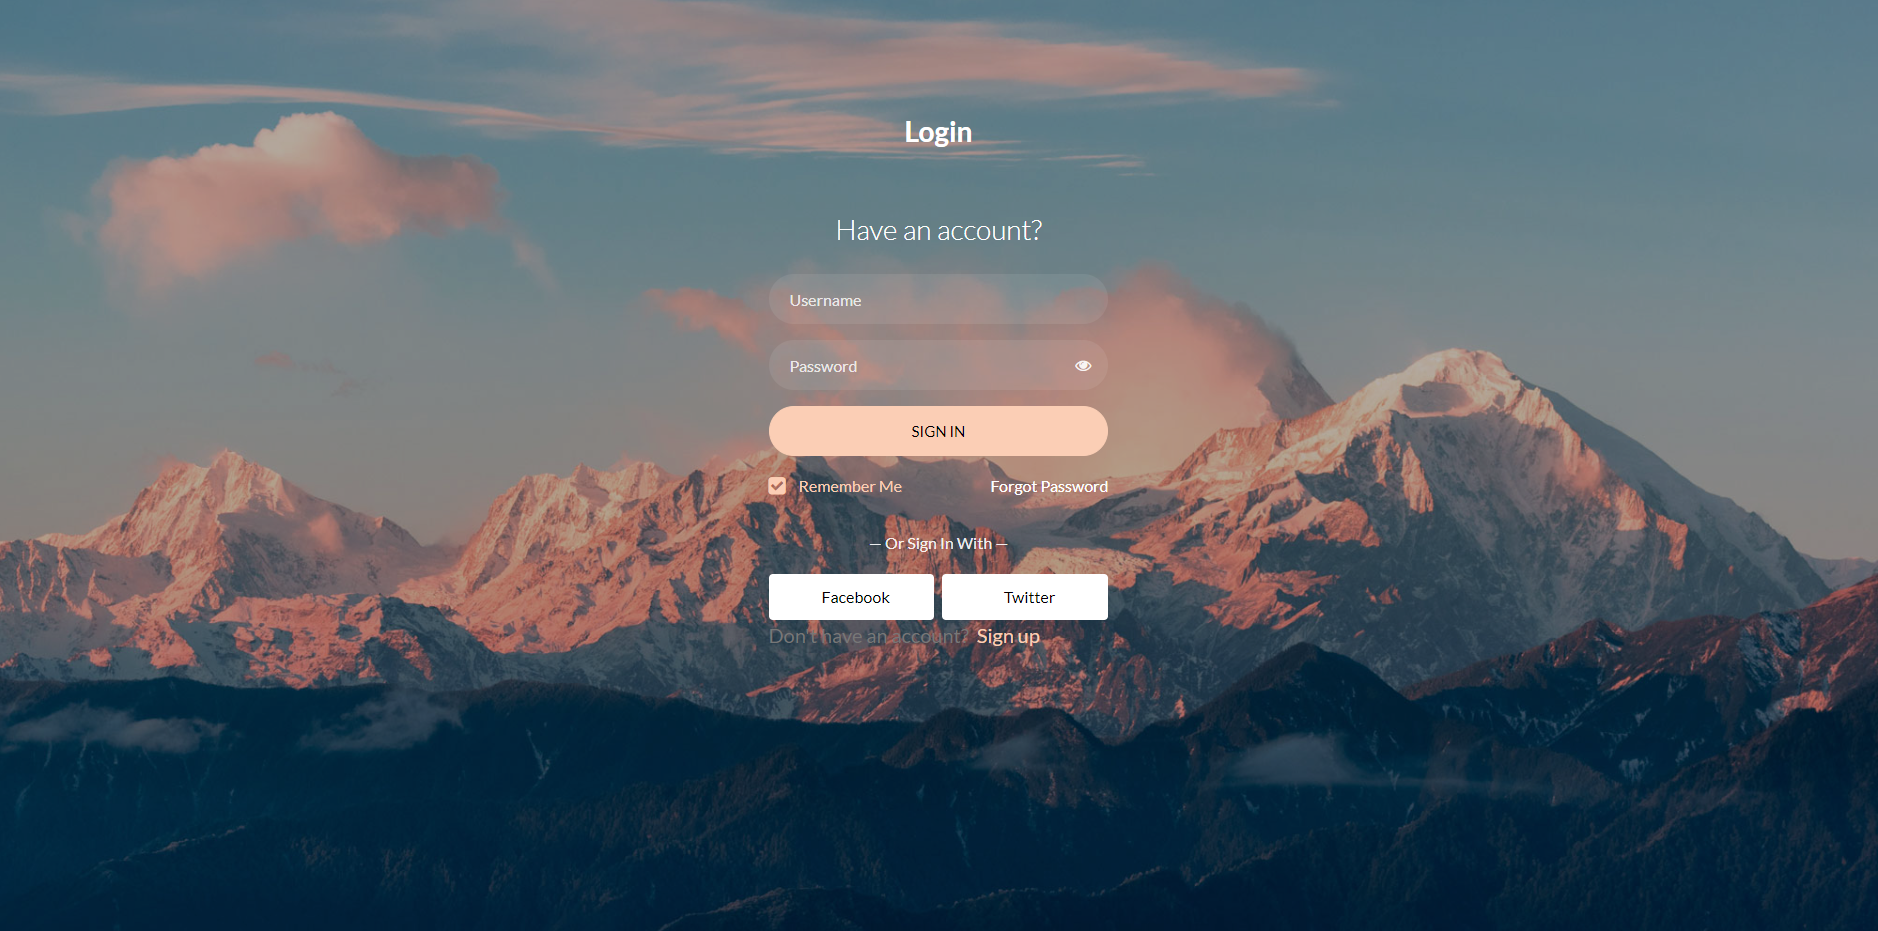 Login
Have an account?
Username
Password
SIGN IN
Remember Me Forgot Password
— Or Sign In With —
Facebook Twitter
Don't have an account? Sign up